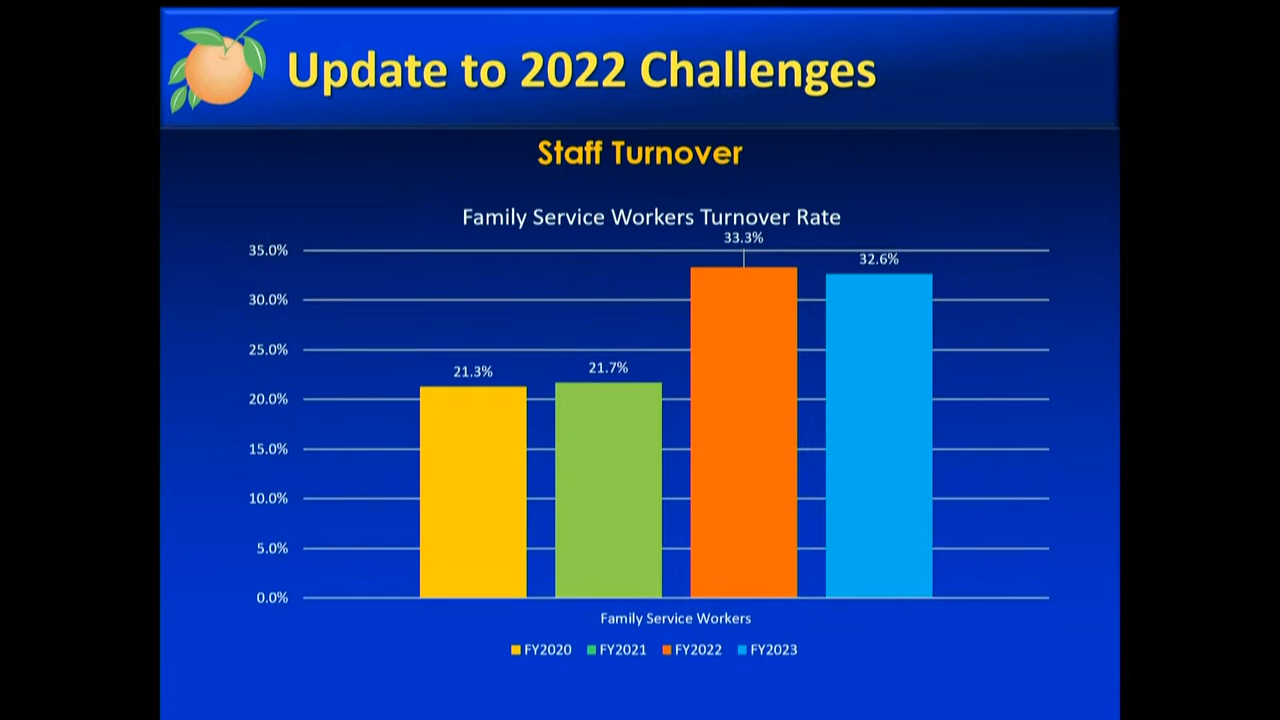 Update to 2022 Challenges
Staff Turnover
Family Service Workers Turnover Rate
33.3%
35.0%
32.6%
30.0%
25.0%
21.3%
21.7%
20.0%
15.0%
10.0%
5.0%
0.0%
Family Service Workers
FY2020 FY2021 FY2022 FY2023